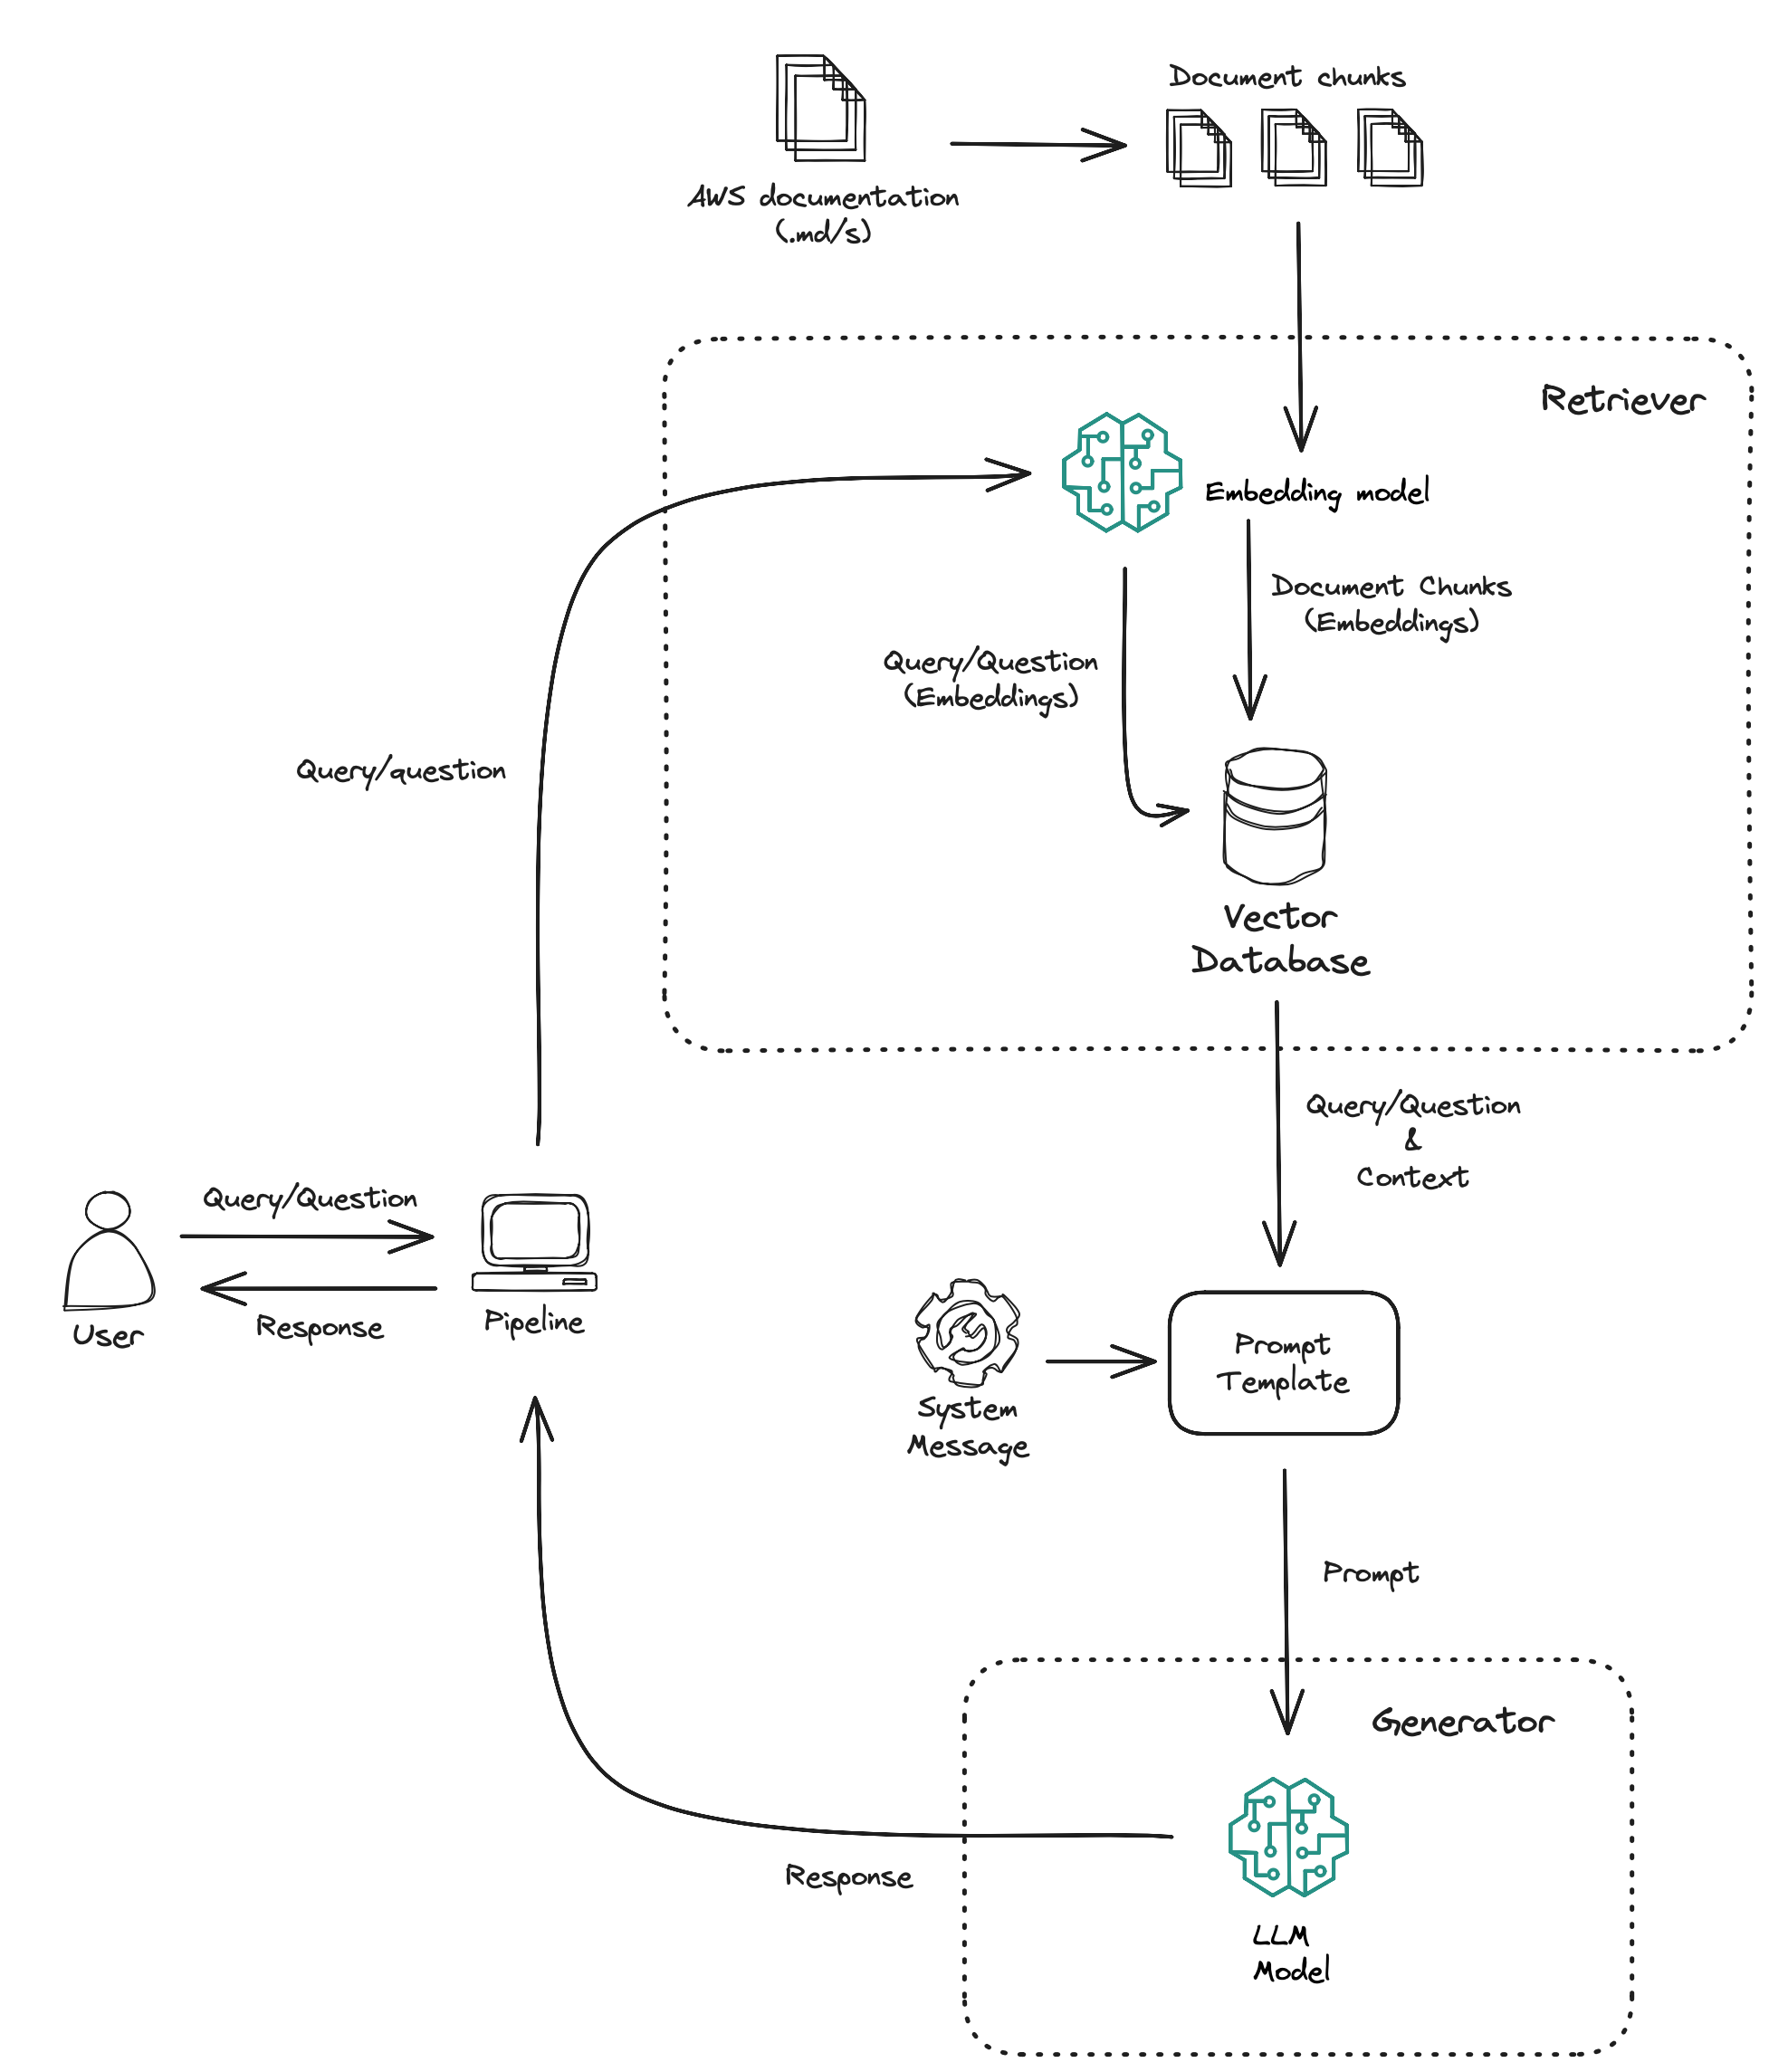 Document chunks
AWS documentation
(.md/s)
Retriever
Embedding model
Document Chunks
(Embeddings)
Query/Question
(Embeddings)
Query/question
Vector
Database
Query/Question
&
Context
Query/Question
Response
User
Pipeline
System
Message
Prompt
Template
Prompt
Generator
Response
LLM
Model